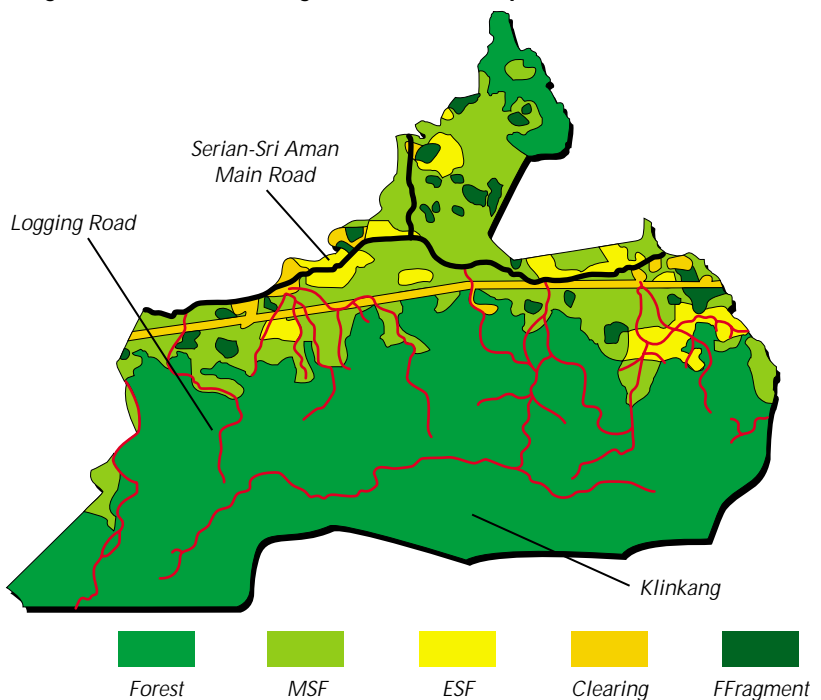 Serian-Sri Aman
Main Road
Logging Road
Klinkang
Forest
MSF
ESF
Clearing
FFragment